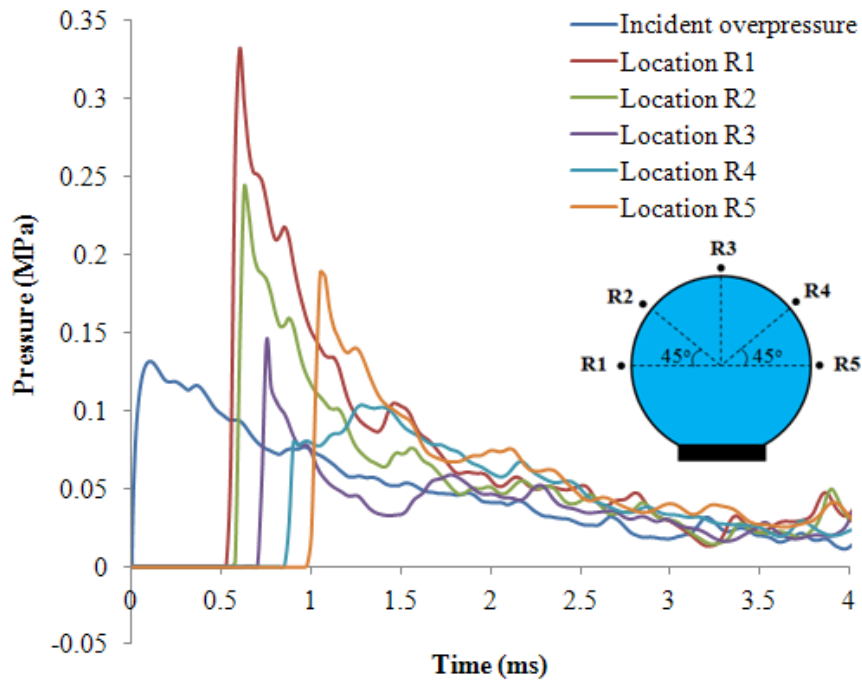 0.35
0.3
0.25
0.2
0.15
0.1
0.05
0
-0.05
Pressure (MPa)
0 0.5 1 1.5 2 2.5 3 3.5 4
Time (ms)
Incident overpressure
Location R1
Location R2
Location R3
Location R4
Location R5
R3
R2 R4
R1 45° 45° R5